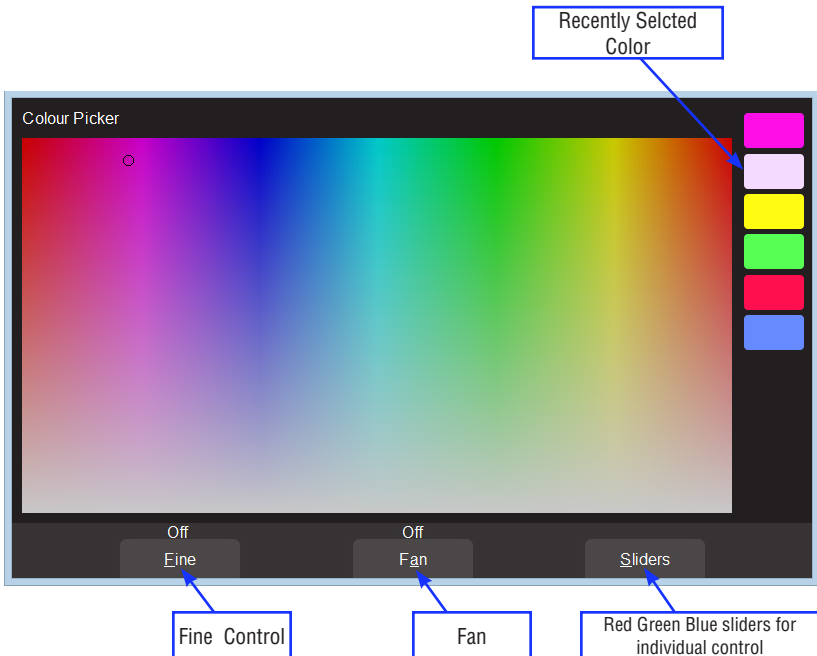 Recently Selcted
Color
Colour Picker
Off
Off
Fine
Fan
Sliders
Fine Control
Fan
Red Green Blue sliders for
individual control